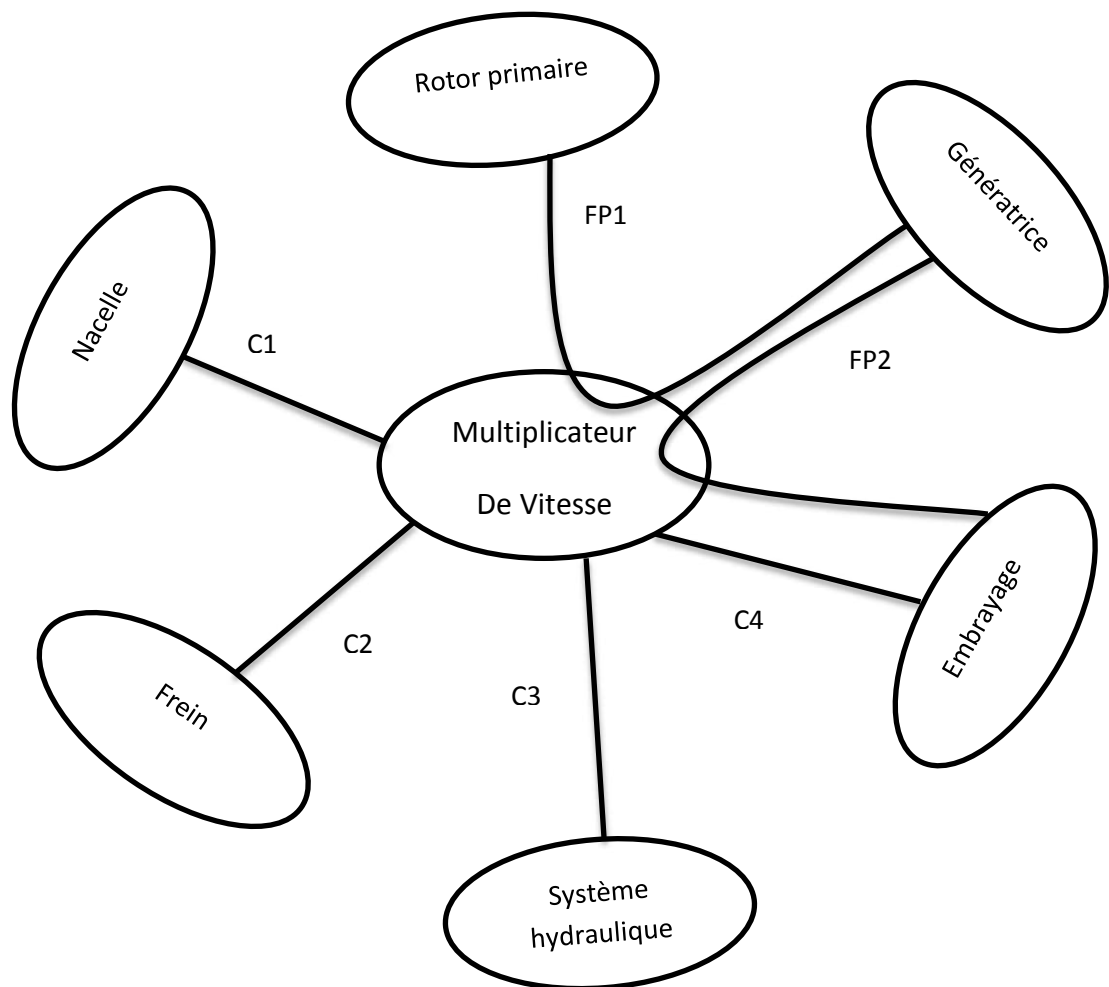 Rotor primaire
Génératrice
FP1
Nacelle
C1
FP2
Multiplicateur
De Vitesse
C2
C4
Embrayage
C3
Frein
Système
hydraulique